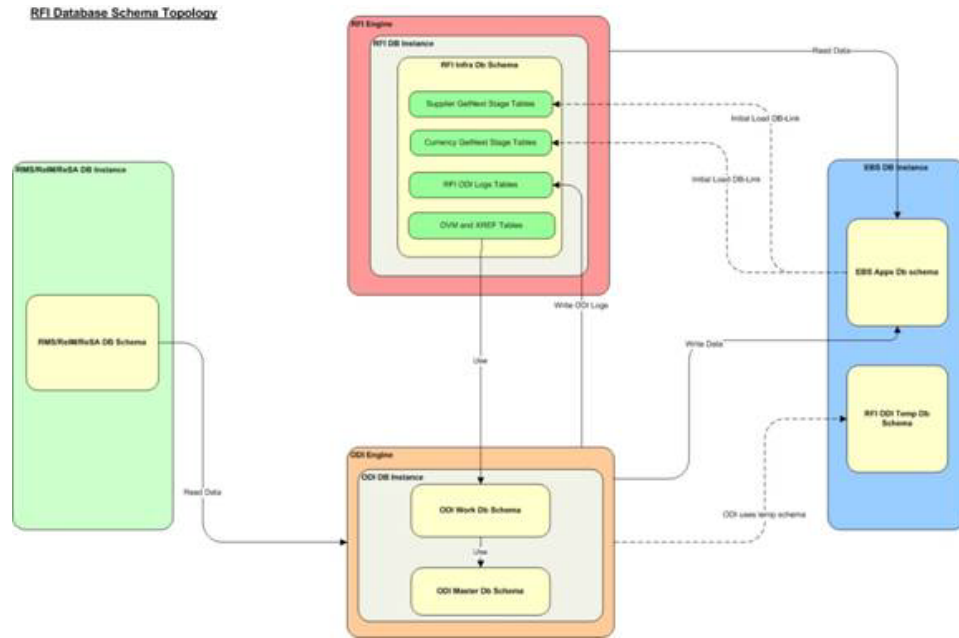 RFI Database Schema Topology
RFI Engine
RFI DB Instance
RFI Infra Db Schema
Supplier GetNext Stage Tables
Currency GetNext Stage Tables
RFI ODI Logs Tables
DVM and XREF Tables
Read Data
Initial Load DB-Link
Initial Load DB-Link
RMS/ReIM/ReSA DB Instance
RMS/ReIM/ReSA DB Schema
EBS DB Instance
EBS Apps Db schema
RFI ODI Temp Db
Schema
Write ODI Logs
Use
Write Data
Read Data
ODI Engine
ODI DB Instance
ODI Work Db Schema
Use
ODI Master Db Schema
ODI uses temp schema